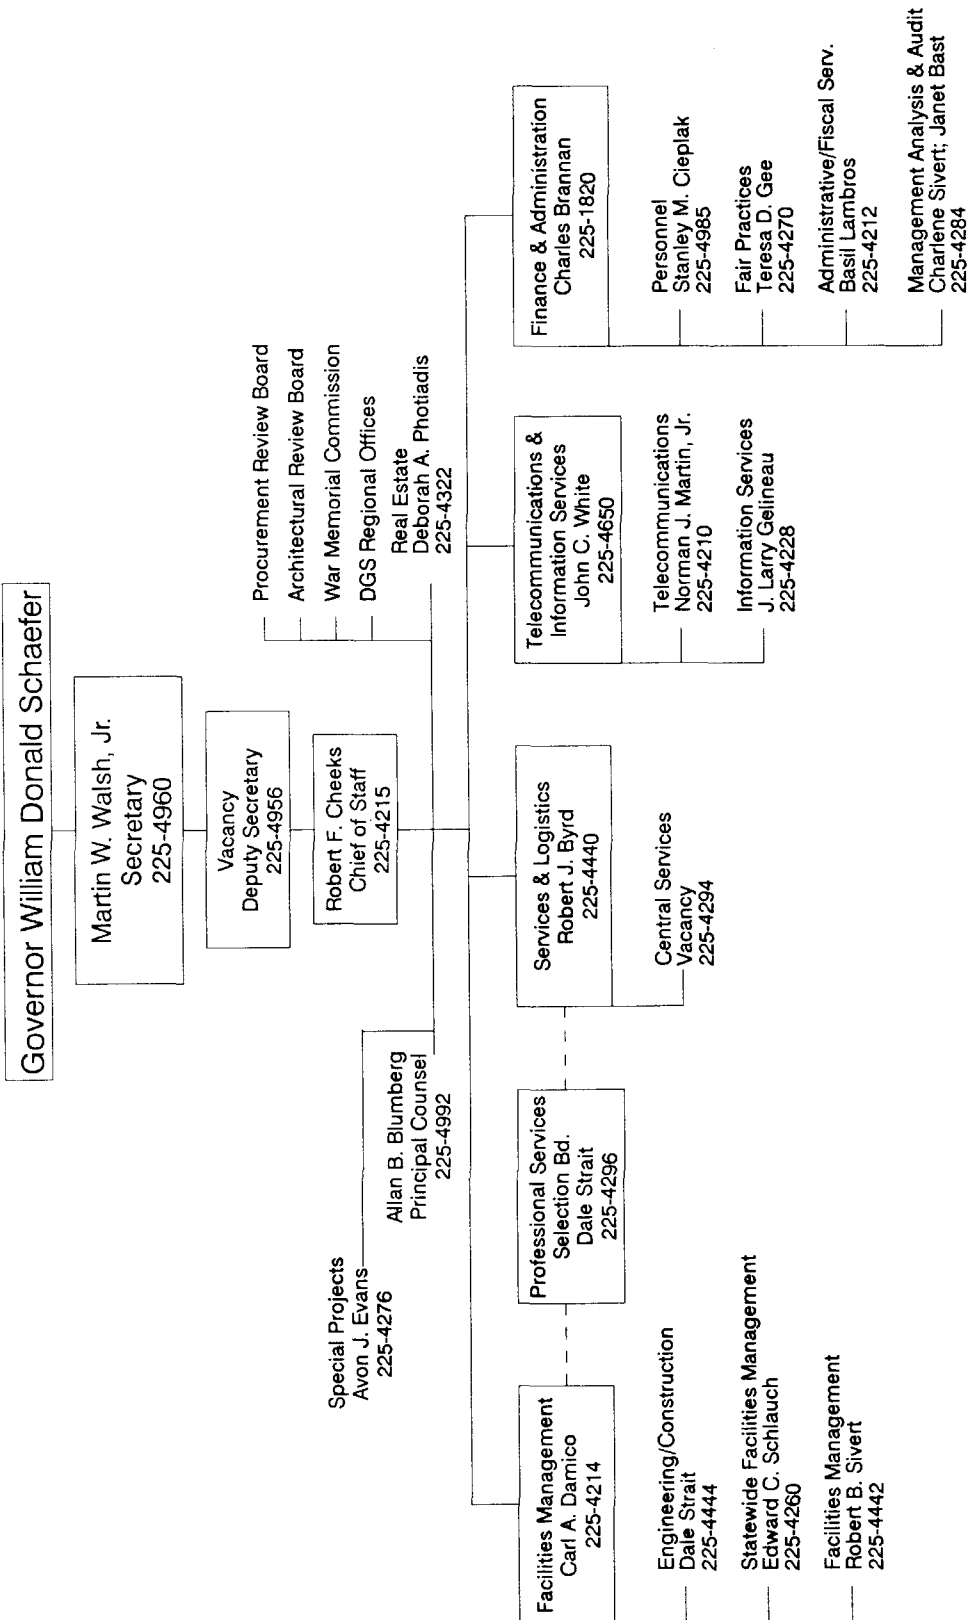 Governor William Donald Schaefer
Martin W. Walsh, Jr.
Secretary
225-4960
Vacancy
Deputy Secretary
225-4956
Robert F. Cheeks
Chief of Staff
225-4215
Procurement Review Board
Architectural Review Board
War Memorial Commission
DGS Regional Offices
Real Estate
Deborah A. Photiadis
225-4322
Special Projects
Avon J. Evans
225-4276
Allan B. Blumberg
Principal Counsel
225-4992
Facilities Management
Carl A. Damico
225-4214
Engineering/Construction
Dale Strait
225-4444
Statewide Facilities Management
Edward C. Schlauch
225-4260
Facilities Management
Robert B. Sivert
225-4442
Professional Services
Selection Bd.
Dale Strait
225-4296
Services & Logistics
Robert J. Byrd
225-4440
Central Services
Vacancy
225-4294
Telecommunications &
Information Services
John C. White
225-4650
Telecommunications
Norman J. Martin, Jr.
225-4210
Information Services
J. Larry Gelineau
225-4228
Finance & Administration
Charles Brannan
225-1820
Personnel
Stanley M. Cieplak
225-4985
Fair Practices
Teresa D. Gee
225-4270
Administrative/Fiscal Serv.
Basil Lambros
225-4212
Management Analysis & Audit
Charlene Sivert; Janet Bast
225-4284